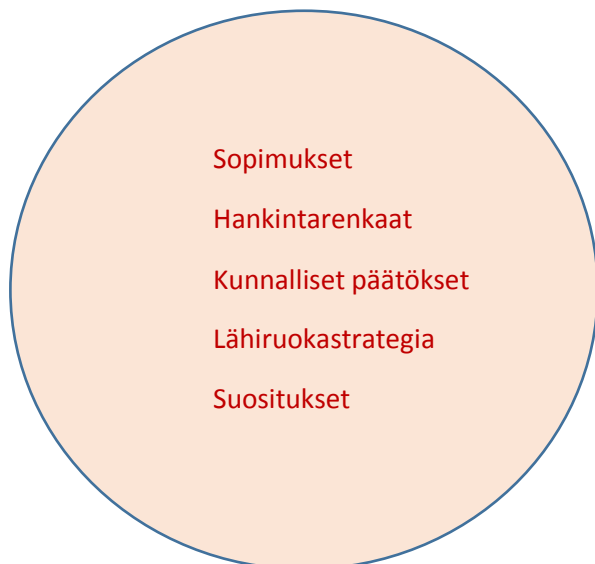 Sopimukset
Hankintarenkaat
Kunnalliset päätökset
Lähiruokastrategia
Suositukset